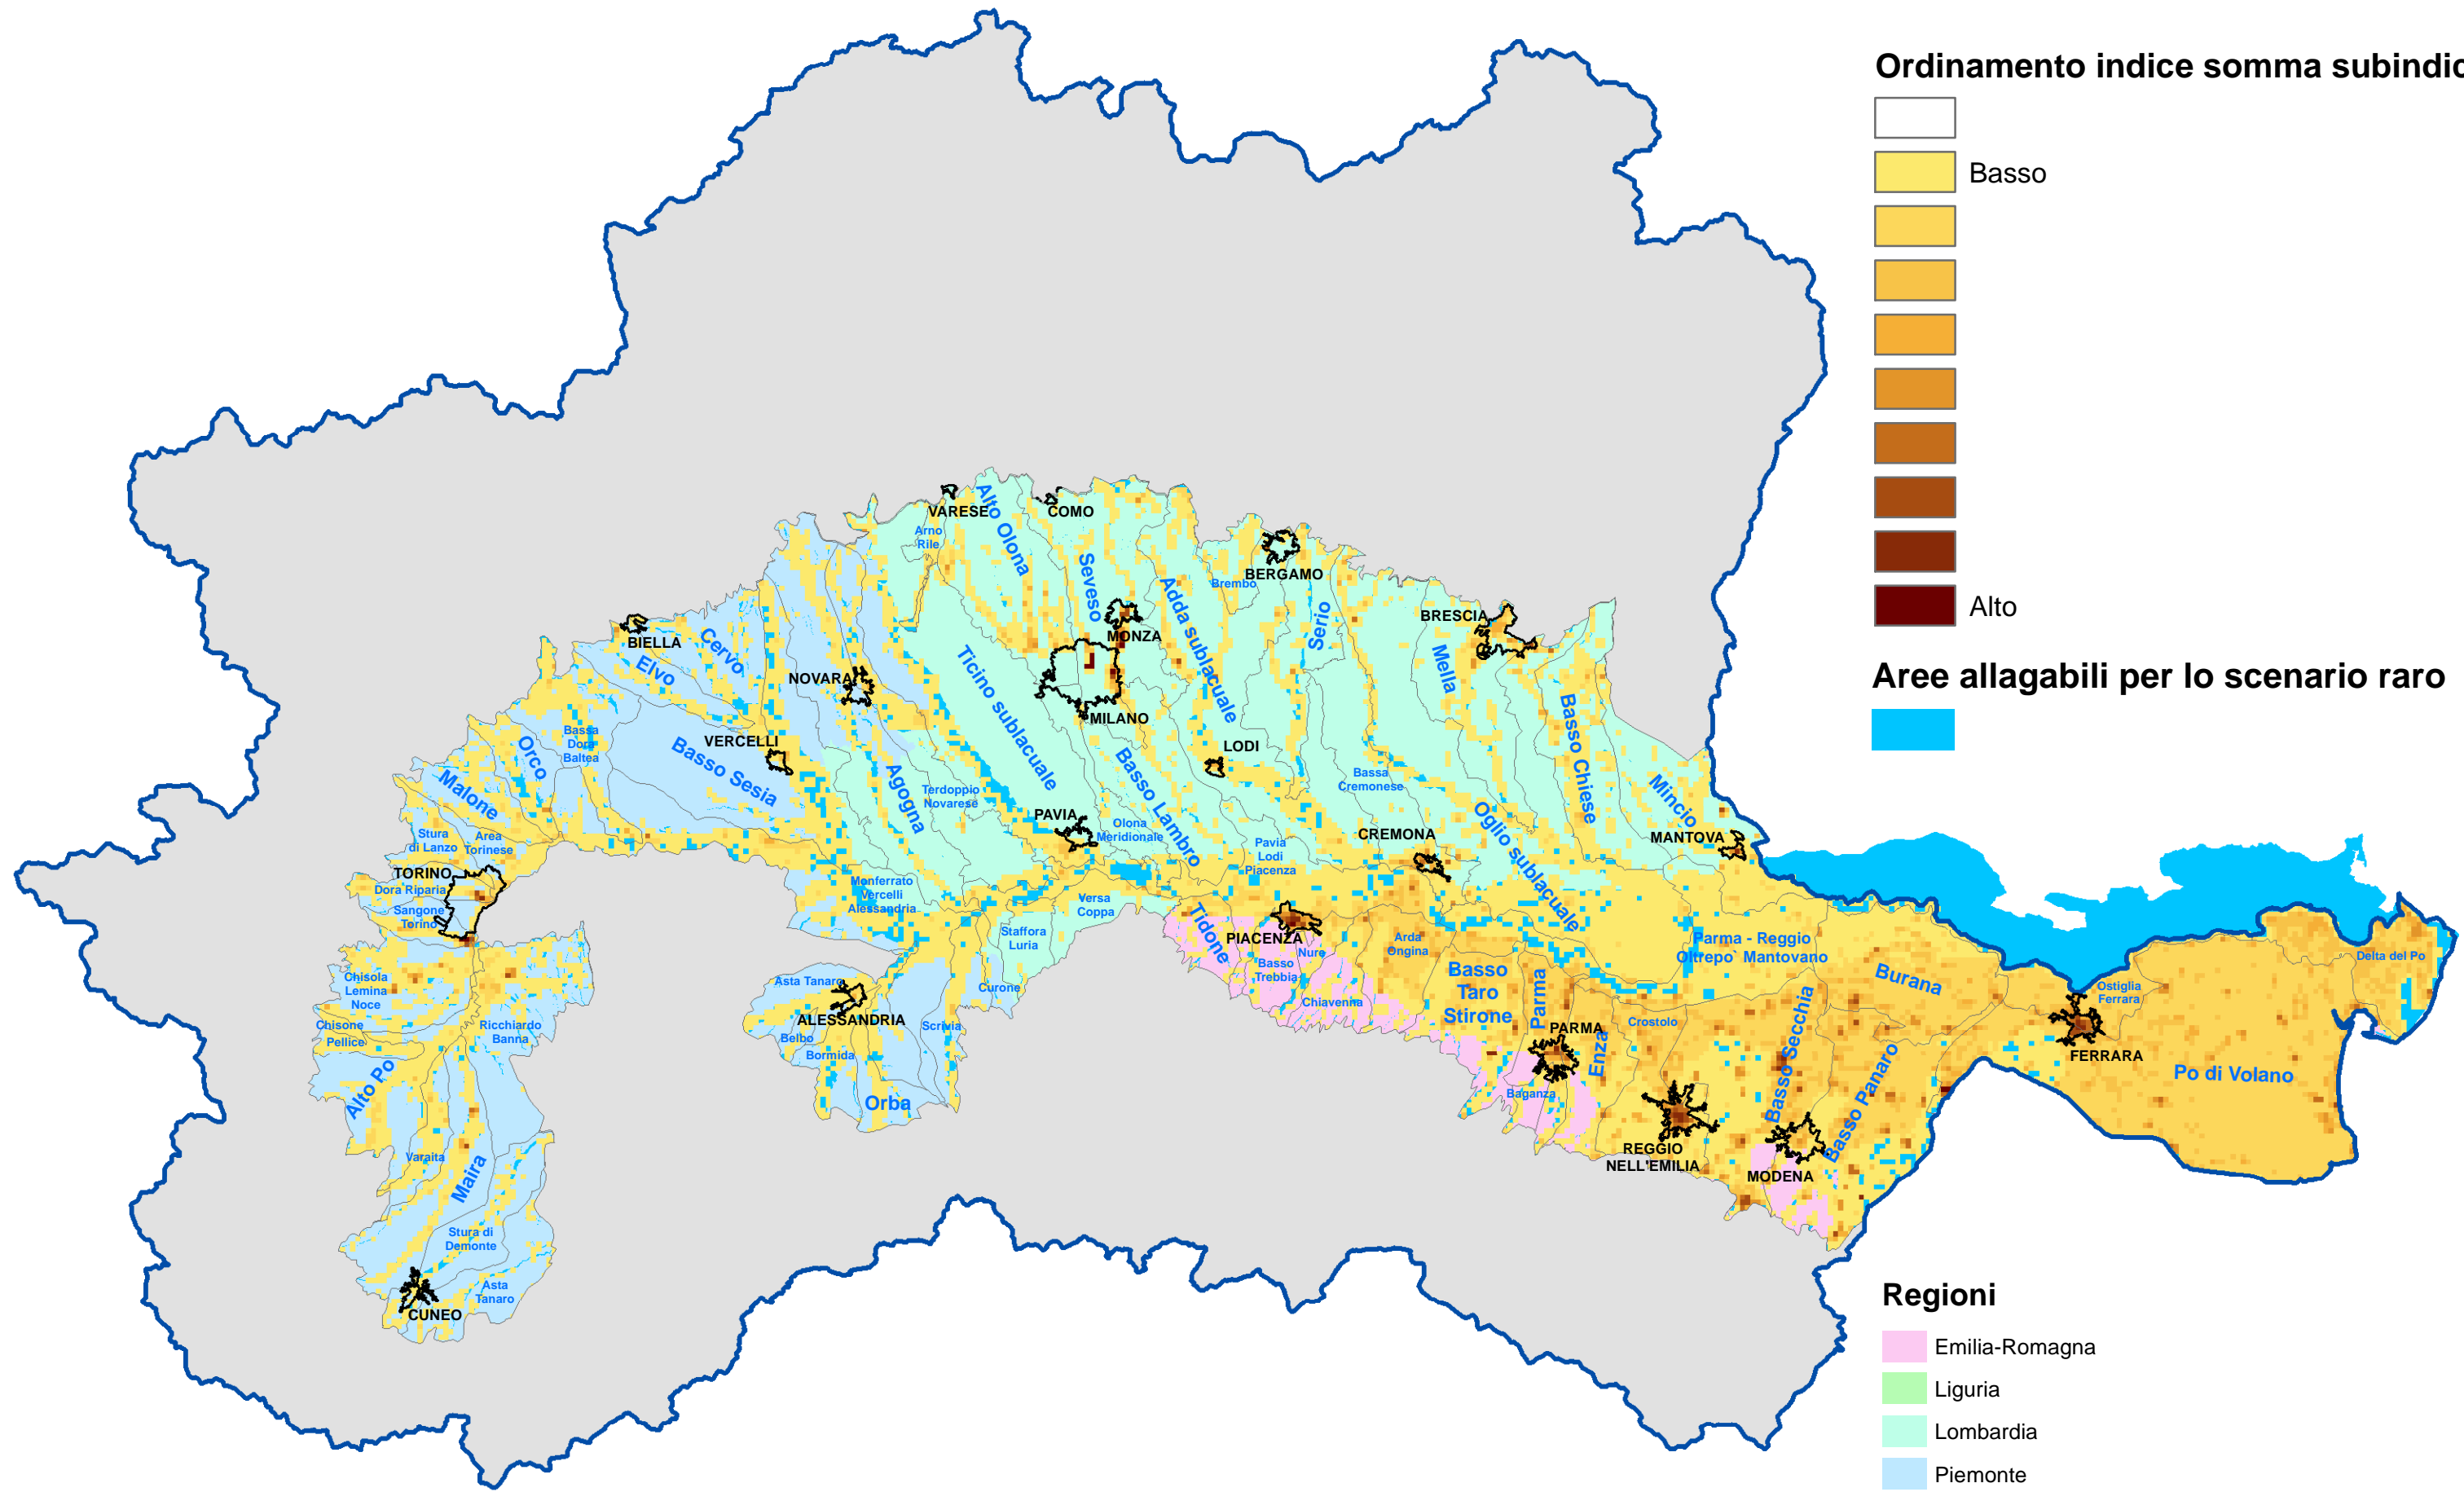 Ordinamento indice somma subindic
Basso
Alto
Aree allagabili per lo scenario raro
Regioni
Emilia-Romagna
Liguria
Lombardia
Piemonte
VARESE
Alto Olona
COMO
Arno
Rile
Seveso
BERGAMO
Brembo
Adda sublacuale
Serio
MONZA
BRESCIA
Mella
BIELLA
Cervo
Elvo
NOVARA
Ticino sublacuale
MILANO
Basso Chiese
VERCELLI
Basso Sesia
Bassa
Dora
Baltea
Orco
Malone
LODI
Basso Lambro
Bassa
Cremonese
Mincio
Agogna
Terdoppio
Novarese
PAVIA
Olona
Meridionale
CREMONA
Oglio sublacuale
MANTOVA
Stura
di Lanzo
Area
Torinese
Pavia
Lodi
Piacenza
TORINO
Dora Riparia
Sangone
Torino
Monferrato
Vercelli
Alessandria
Versa
Coppa
Staffora
Luria
Tidone
PIACENZA
Basso
Trebbia
Nure
Arda
Ongina
Parma - Reggio
Oltrepo` Mantovano
Delta del Po
Chisola
Lemina
Noce
Asta Tanaro
Curone
Chiavenna
Basso
Taro
Stirone
Parma
Burana
Ostiglia
Ferrara
Chisone
Pellice
Ricchiardo
Banna
ALESSANDRIA
Scrivia
Belbo
Bormida
PARMA
Crostolo
Enza
Basso Secchia
Basso Panaro
FERRARA
Po di Volano
Alto Po
Orba
Baganza
REGGIO
NELL'EMILIA
MODENA
Varaita
Maira
Stura di
Demonte
Asta
Tanaro
CUNEO